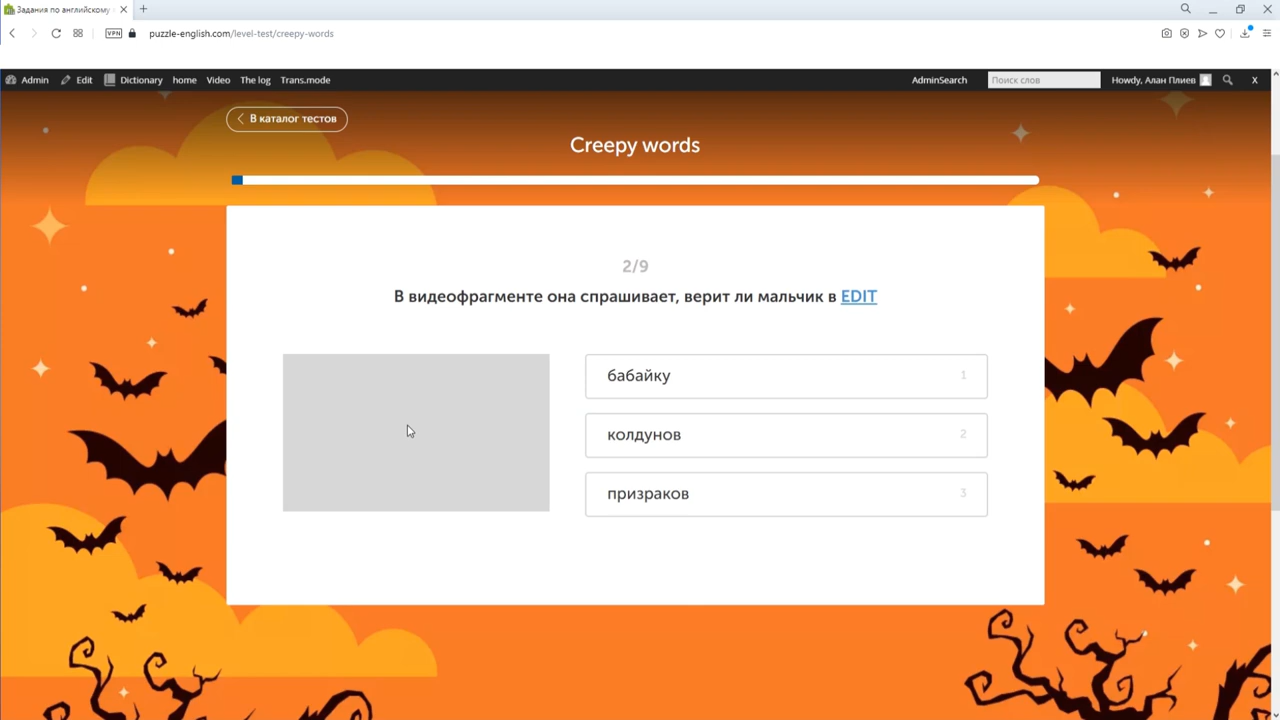 Задания по английскому
VPN puzzle-english.com/level-test/creepy-words
Admin Edit Dictionary home Video The log Trans.mode AdminSearch Поиск слов Howdy, Алан Плиев X
В каталог тестов
Creepy words
2/9
В видеофрагменте она спрашивает, верит ли мальчик в EDIT
бабайку 1
колдунов 2
призраков 3